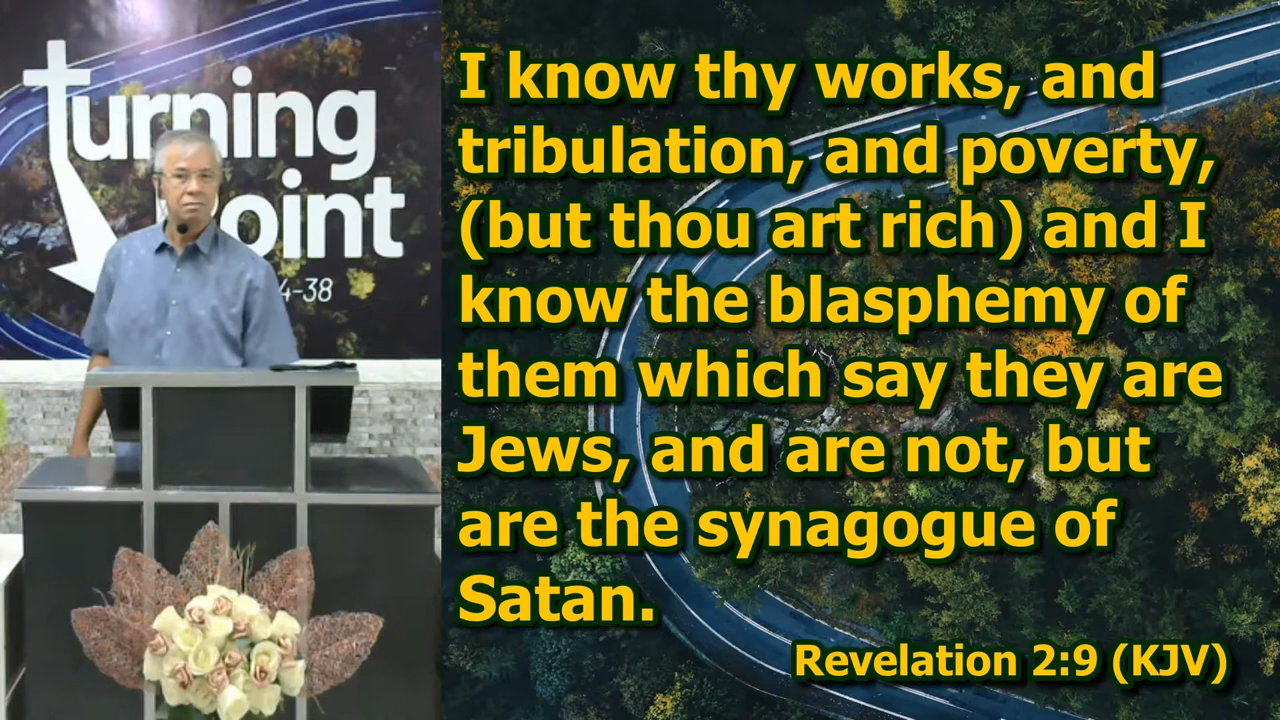 turning
point
4-38
I know thy works, and
tribulation, and poverty,
(but thou art rich) and I
know the blasphemy of
them which say they are
Jews, and are not, but
are the synagogue of
Satan.
Revelation 2:9 (KJV)